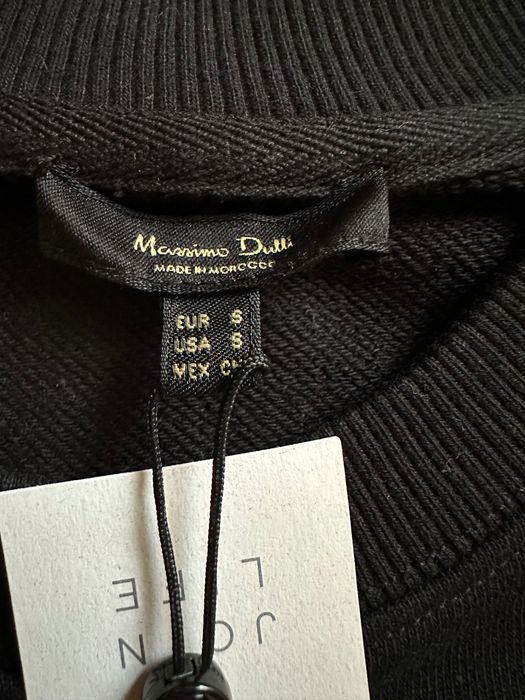 Massimo Dutti
MADE IN MOROCCO
EUR S
USA S
MEX CH
JOIN
LIFE